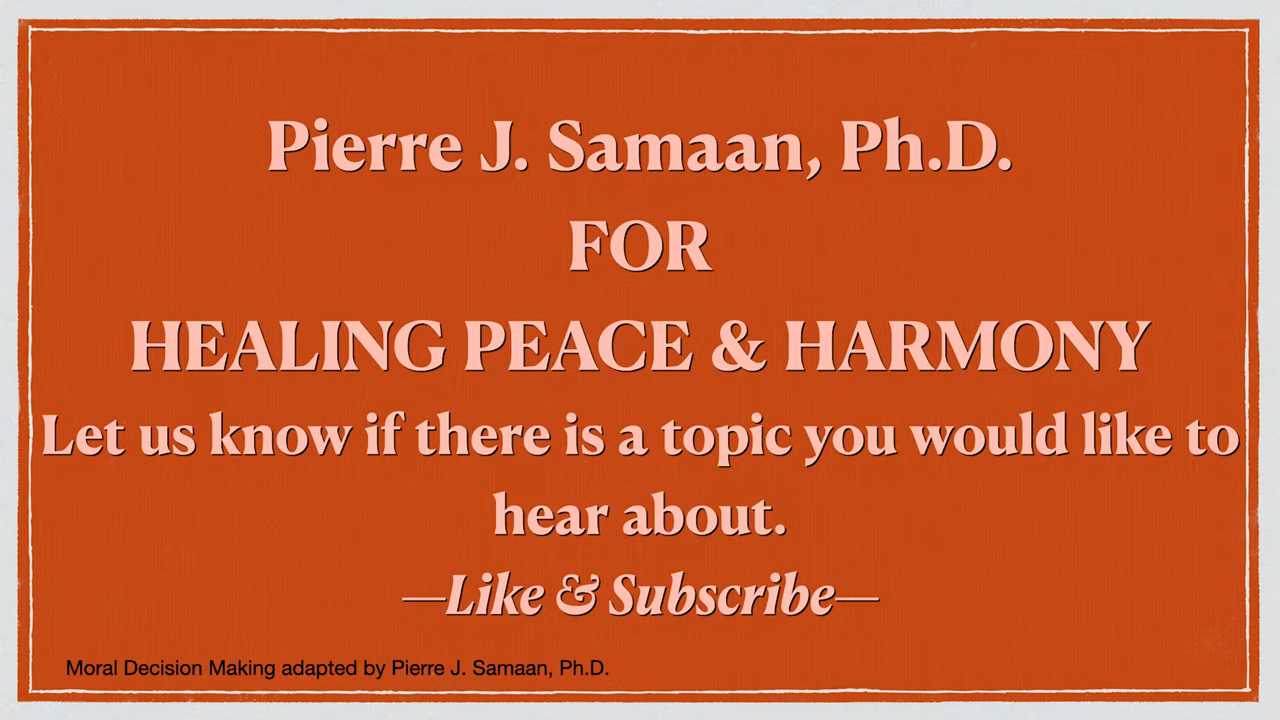 Pierre J. Samaan, Ph.D.
FOR
HEALING PEACE & HARMONY
Let us know if there is a topic you would like to
hear about.
—Like & Subscribe—
Moral Decision Making adapted by Pierre J. Samaan, Ph.D.